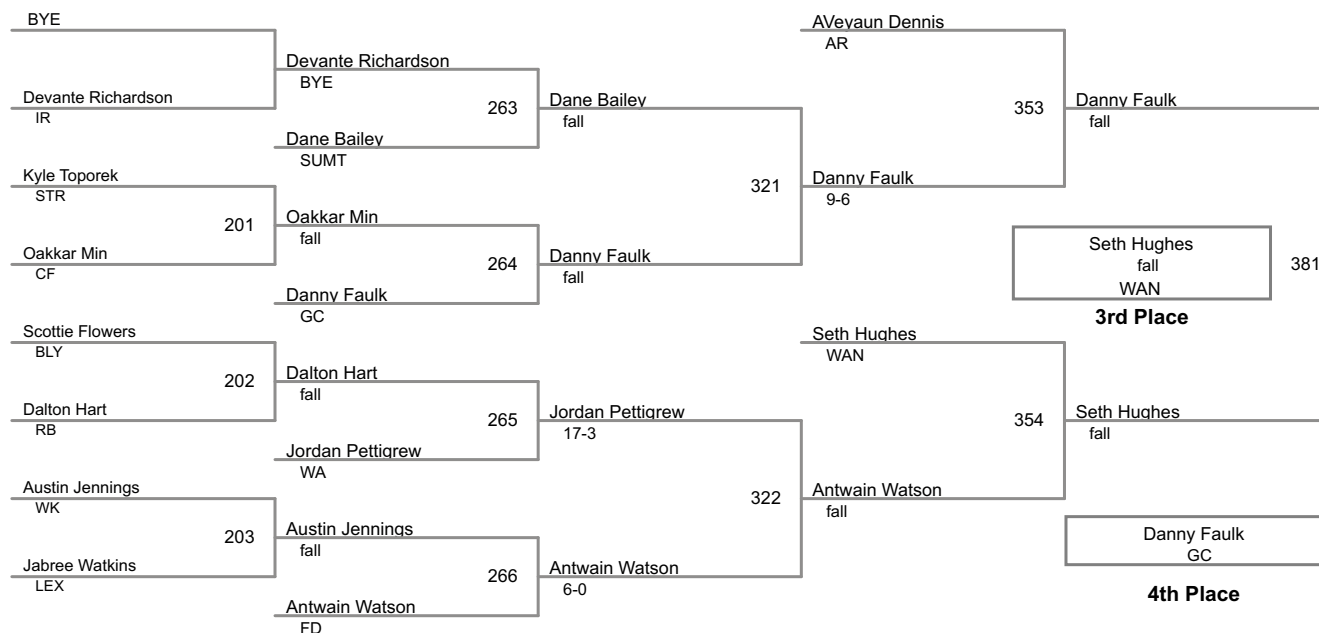 BYE
Devante Richardson
IR
Kyle Toporek
STR
201
Oakkar Min
CF
Scottie Flowers
BLY
202
Dalton Hart
RB
Austin Jennings
WK
203
Jabree Watkins
LEX
Devante Richardson
BYE
263
Dane Bailey
SUMT
Oakkar Min
fall
264
Danny Faulk
GC
Dalton Hart
fall
265
Jordan Pettigrew
WA
Austin Jennings
fall
266
Antwain Watson
FD
Dane Bailey
fall
321
Danny Faulk
fall
Jordan Pettigrew
17-3
322
Antwain Watson
6-0
AVeyaun Dennis
AR
353
Danny Faulk
9-6
Seth Hughes
WAN
354
Antwain Watson
fall
Danny Faulk
fall
Seth Hughes
fall
WAN
381
3rd Place
Seth Hughes
fall
Danny Faulk
GC
4th Place